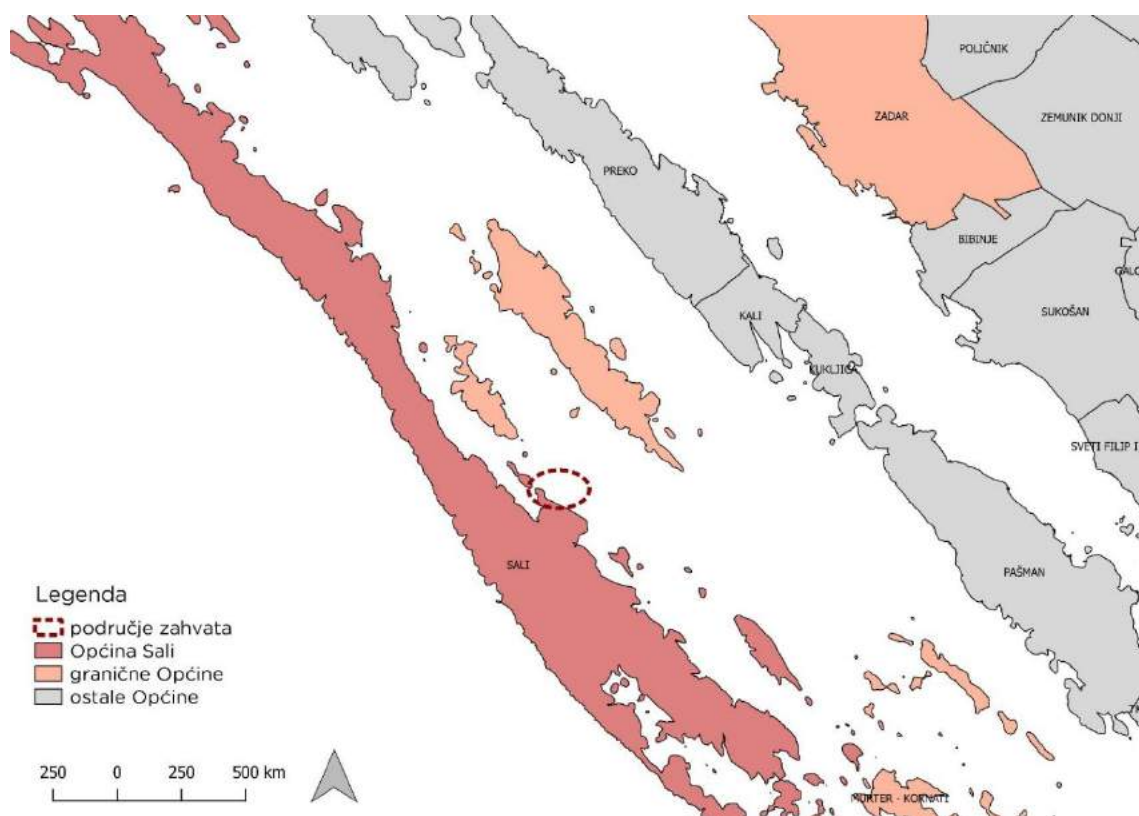 POLIČNIK
ZADAR
ZEMUNIK DONJI
PREKO
BIBINJE
GALO
SUKOŠAN
KALI
KUKLJICA
SVETI FILIP I
SALI
PAŠMAN
Legenda
područje zahvata
Općina Sali
granične Općine
ostale Općine
250 0 250 500 km
MURTER - KORNATI